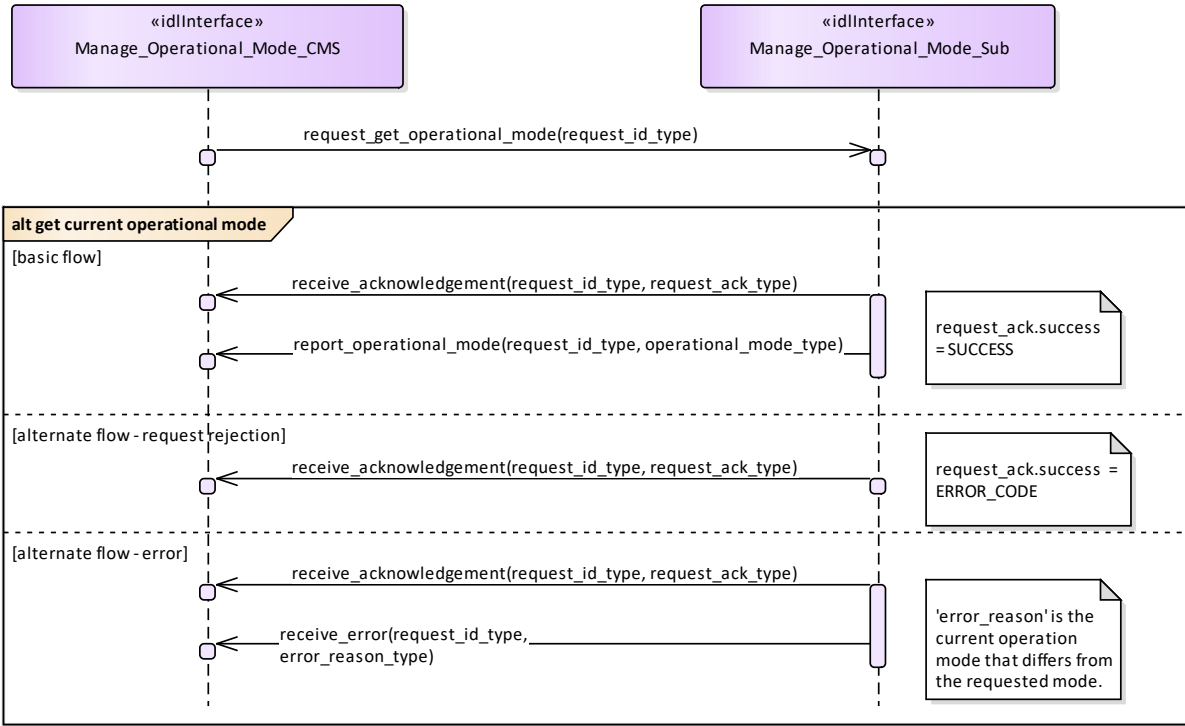 «idlInterface»
Manage_Operational_Mode_CMS
«idlInterface»
Manage_Operational_Mode_Sub
request_get_operational_mode(request_id_type)
alt get current operational mode
[basic flow]
receive_acknowledgement(request_id_type, request_ack_type)
report_operational_mode(request_id_type, operational_mode_type)
request_ack.success
= SUCCESS
[alternate flow - request rejection]
receive_acknowledgement(request_id_type, request_ack_type)
request_ack.success =
ERROR_CODE
[alternate flow - error]
receive_acknowledgement(request_id_type, request_ack_type)
receive_error(request_id_type,
error_reason_type)
'error_reason' is the
current operation
mode that differs from
the requested mode.